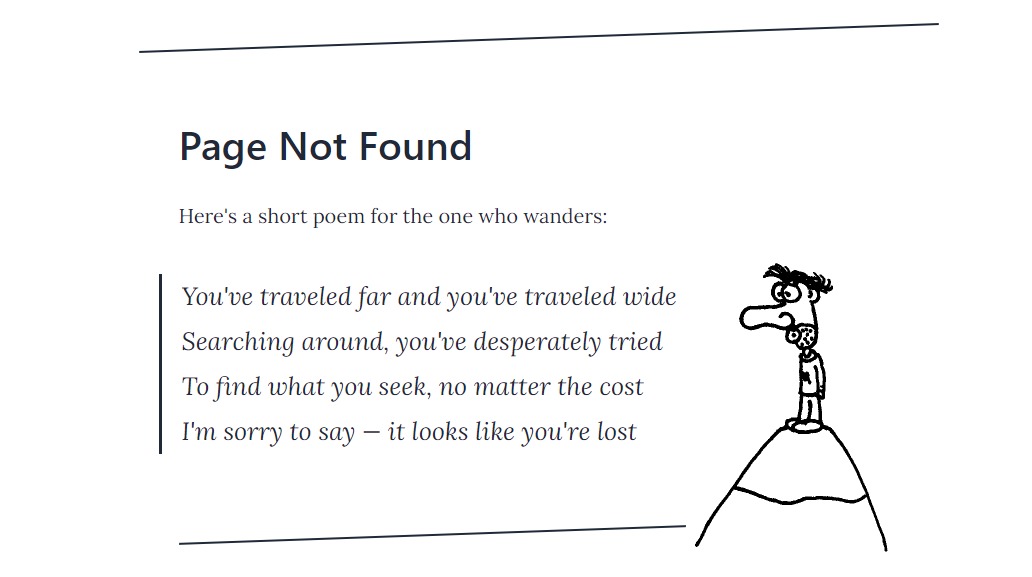 Page Not Found
Here's a short poem for the one who wanders:
You've traveled far and you've traveled wide
Searching around, you've desperately tried
To find what you seek, no matter the cost
I'm sorry to say — it looks like you're lost